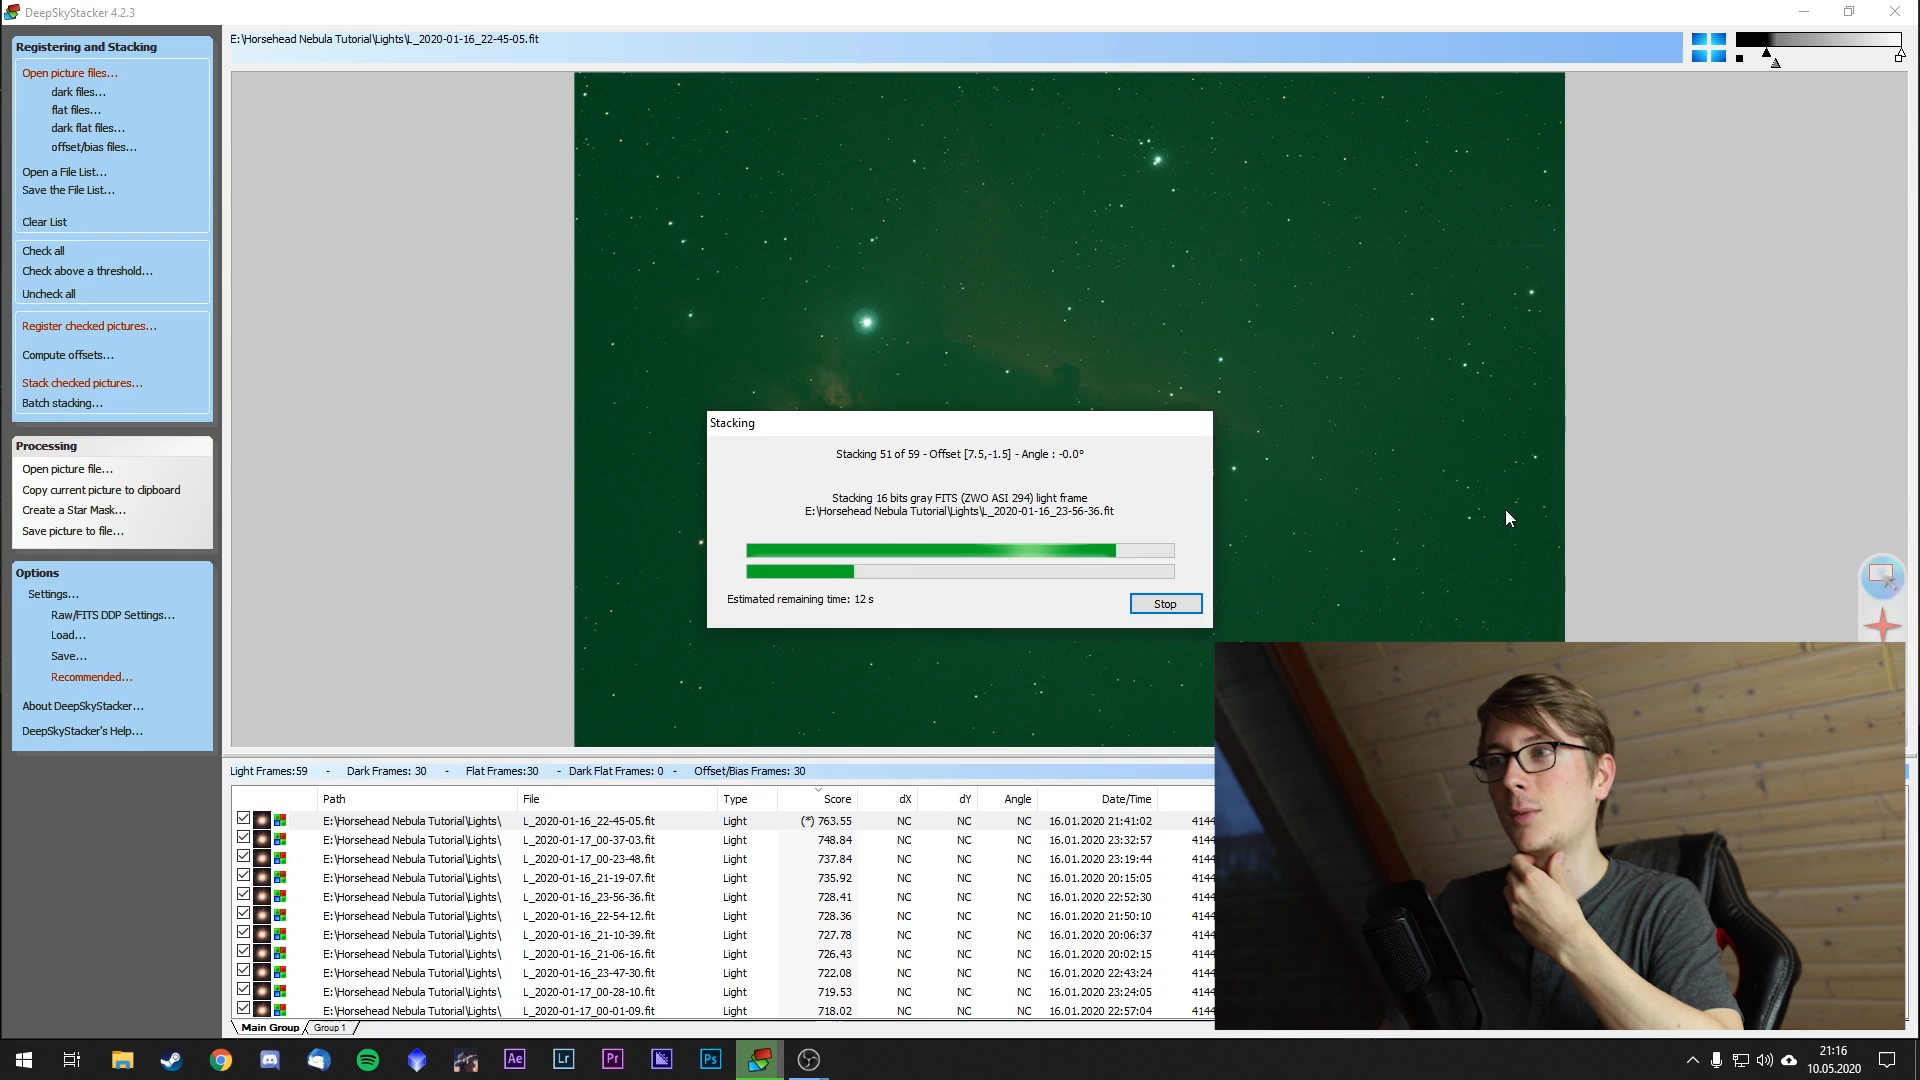 DeepSkyStacker 4.2.3
Registering and Stacking
Open picture files...
dark files...
flat files...
dark flat files...
offset/bias files...
Open a File List...
Save the File List...
Clear List
Check all
Check above a threshold...
Uncheck all
Register checked pictures...
Compute offsets...
Stack checked pictures...
Batch stacking...
Processing
Open picture file...
Copy current picture to clipboard
Create a Star Mask...
Save picture to file...
Options
Settings...
Raw/FITS DDP Settings...
Load...
Save...
Recommended...
About DeepSkyStacker...
DeepSkyStacker's Help...
E:\Horsehead Nebula Tutorial\Lights\L_2020-01-16_22-45-05.fit
Stacking
Stacking 51 of 59 - Offset [7.5,-1.5] - Angle : -0.0°
Stacking 16 bits gray FITS (ZWO ASI 294) light frame
E:\Horsehead Nebula Tutorial\Lights\L_2020-01-16_23-56-36.fit
Estimated remaining time: 12 s
Stop
Light Frames:59 - Dark Frames: 30 - Flat Frames:30 - Dark Flat Frames: 0 - Offset/Bias Frames: 30
Path File Type Score dX dY Angle Date/Time
E:\Horsehead Nebula Tutorial\Lights\ L_2020-01-16_22-45-05.fit Light (*) 763.55 NC NC NC 16.01.2020 21:41:02 4144
E:\Horsehead Nebula Tutorial\Lights\ L_2020-01-17_00-37-03.fit Light 748.84 NC NC NC 16.01.2020 23:32:57 4144
E:\Horsehead Nebula Tutorial\Lights\ L_2020-01-17_00-23-48.fit Light 737.84 NC NC NC 16.01.2020 23:19:44 4144
E:\Horsehead Nebula Tutorial\Lights\ L_2020-01-16_21-19-07.fit Light 735.92 NC NC NC 16.01.2020 20:15:05 4144
E:\Horsehead Nebula Tutorial\Lights\ L_2020-01-16_23-56-36.fit Light 728.41 NC NC NC 16.01.2020 22:52:30 4144
E:\Horsehead Nebula Tutorial\Lights\ L_2020-01-16_22-54-12.fit Light 728.36 NC NC NC 16.01.2020 21:50:10 4144
E:\Horsehead Nebula Tutorial\Lights\ L_2020-01-16_21-10-39.fit Light 727.78 NC NC NC 16.01.2020 20:06:37 4144
E:\Horsehead Nebula Tutorial\Lights\ L_2020-01-16_21-06-16.fit Light 726.43 NC NC NC 16.01.2020 20:02:15 4144
E:\Horsehead Nebula Tutorial\Lights\ L_2020-01-16_23-47-30.fit Light 722.08 NC NC NC 16.01.2020 22:43:24 4144
E:\Horsehead Nebula Tutorial\Lights\ L_2020-01-17_00-28-10.fit Light 719.53 NC NC NC 16.01.2020 23:24:05 4144
E:\Horsehead Nebula Tutorial\Lights\ L_2020-01-17_00-01-09.fit Light 718.02 NC NC NC 16.01.2020 22:57:04 4144
Main Group Group 1
Ae Lr Pr Ps
21:16
10.05.2020